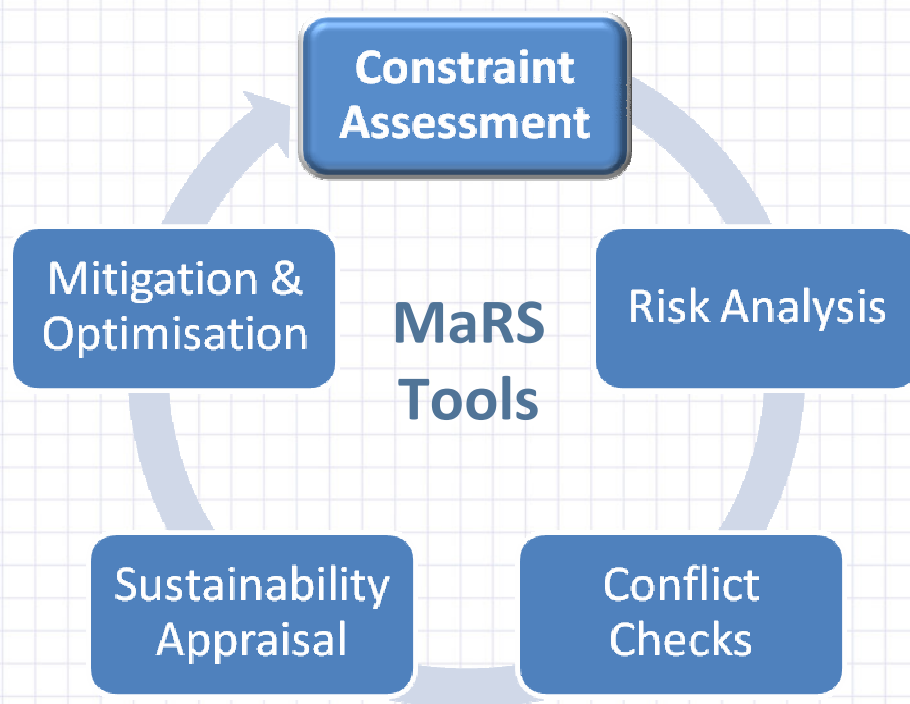 Constraint
Assessment
Mitigation &
Optimisation
MaRS
Tools
Risk Analysis
Sustainability
Appraisal
Conflict
Checks